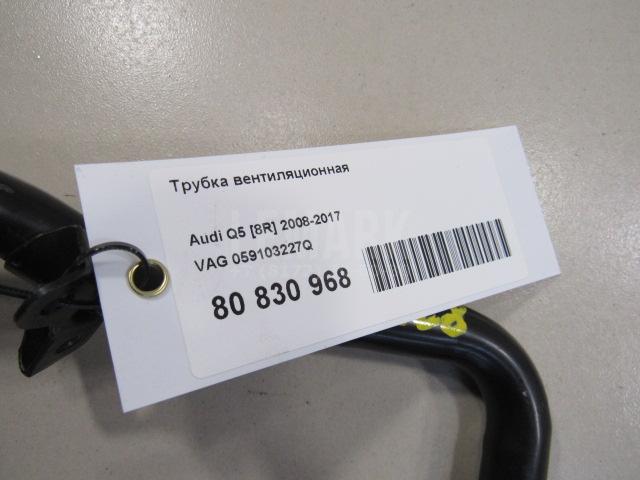 Трубка вентиляционная
Audi Q5 [8R] 2008-2017
VAG 059103227Q
80 830 968